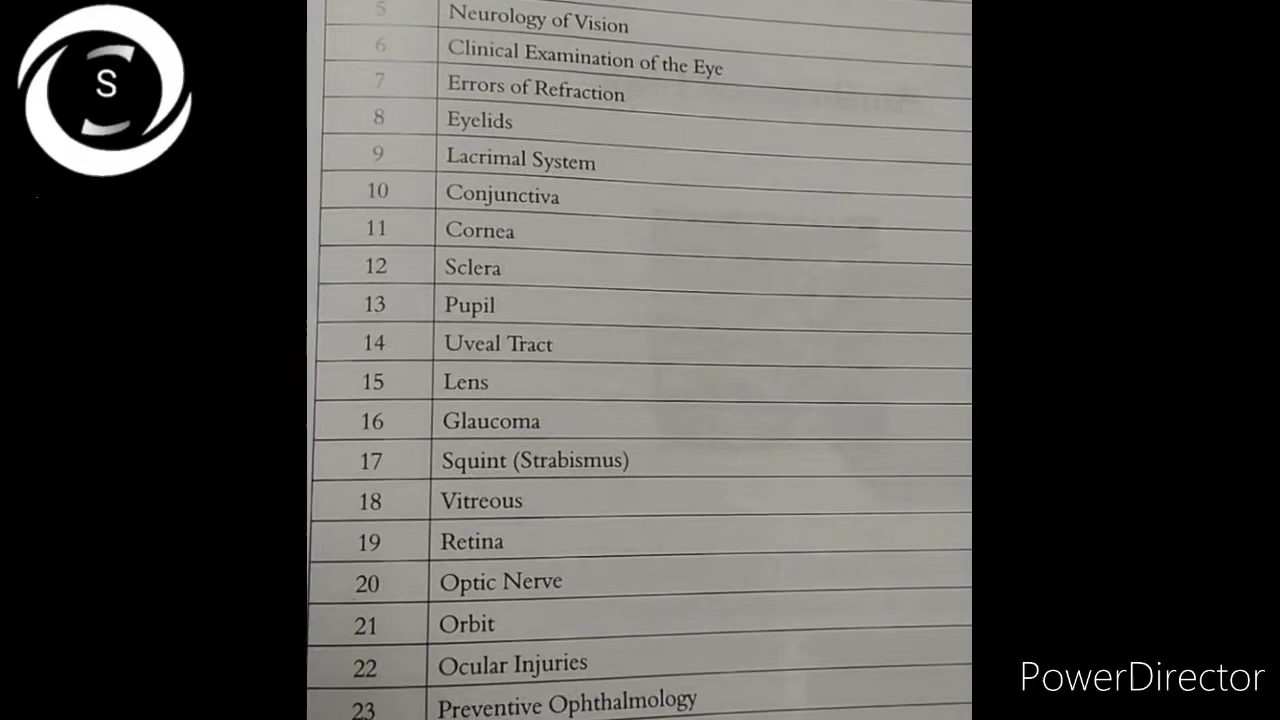 S
5 Neurology of Vision
6 Clinical Examination of the Eye
7 Errors of Refraction
8 Eyelids
9 Lacrimal System
10 Conjunctiva
11 Cornea
12 Sclera
13 Pupil
14 Uveal Tract
15 Lens
16 Glaucoma
17 Squint (Strabismus)
18 Vitreous
19 Retina
20 Optic Nerve
21 Orbit
22 Ocular Injuries
23 Preventive Ophthalmology
PowerDirector